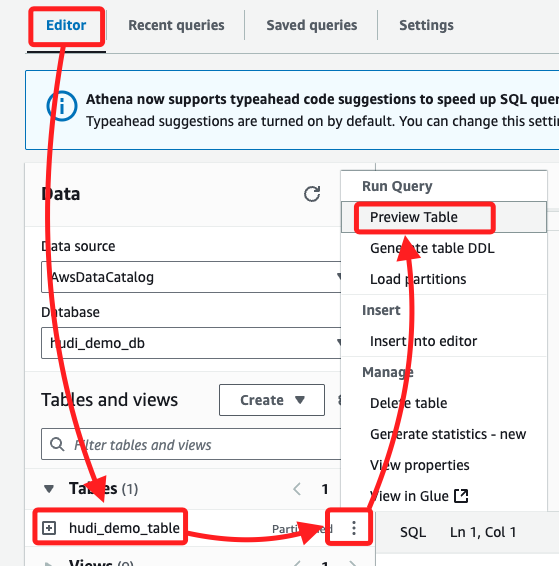 Editor
Recent queries
Saved queries
Settings
Athena now supports typeahead code suggestions to speed up SQL quer
Typeahead suggestions are turned on by default. You can change this settin
Data
Data source
AwsDataCatalog
Database
hudi_demo_db
Tables and views
Create
Filter tables and views
Tables (1)
1
hudi_demo_table
Partitioned
Views (0)
1
Run Query
Preview Table
Generate table DDL
Load partitions
Insert
Insert into editor
Manage
Delete table
Generate statistics - new
View properties
View in Glue
SQL
Ln 1, Col 1